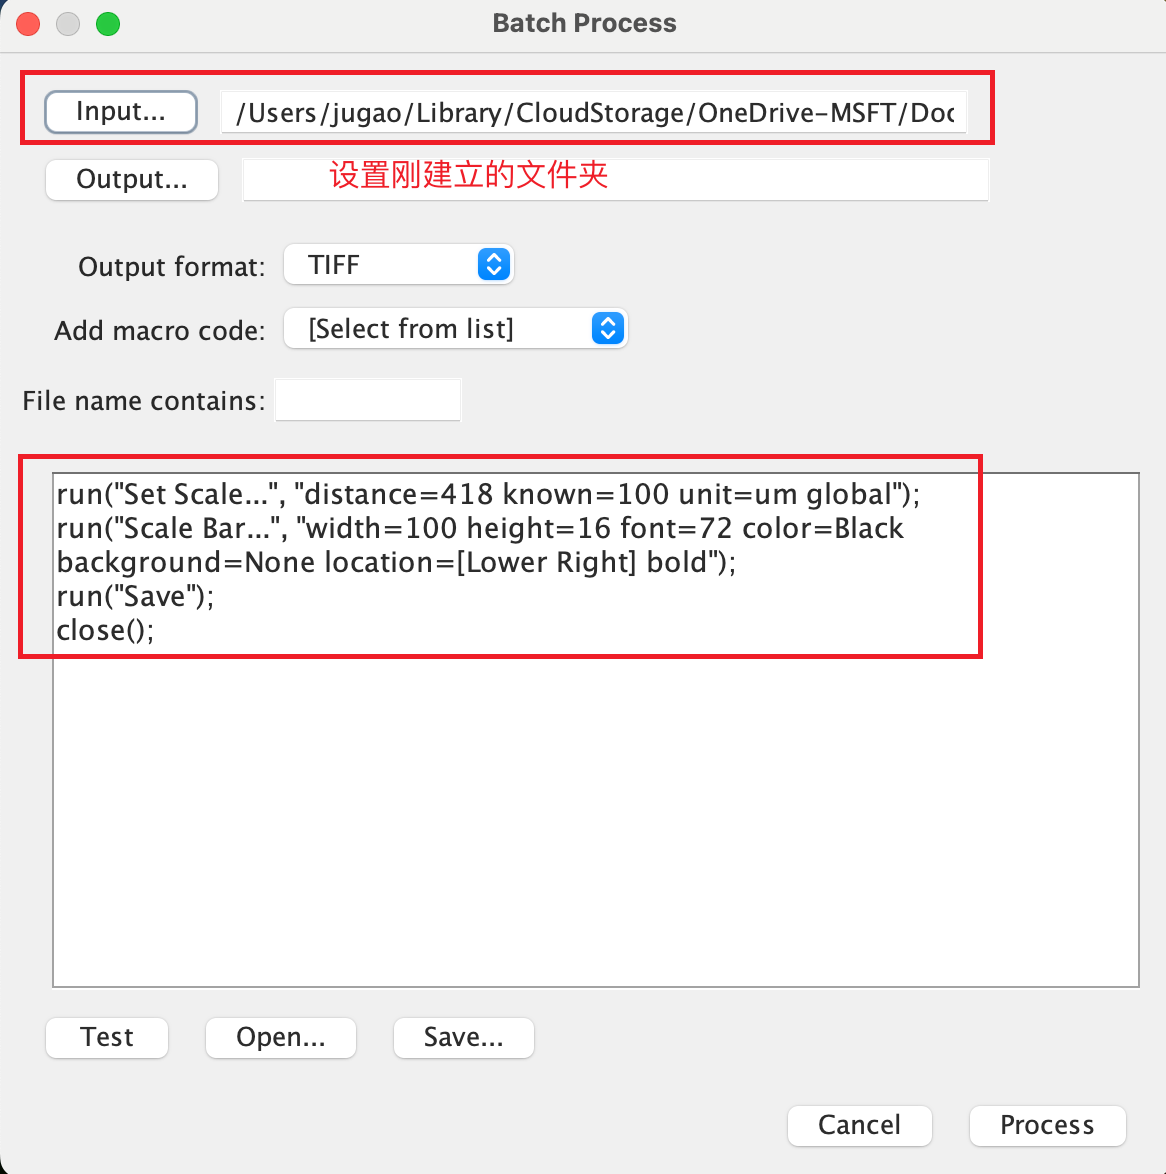 Batch Process
Input...
/Users/jugao/Library/CloudStorage/OneDrive-MSFT/Doc
Output...
设置刚建立的文件夹
Output format:
TIFF
Add macro code:
[Select from list]
File name contains:
run("Set Scale...", "distance=418 known=100 unit=um global");
run("Scale Bar...", "width=100 height=16 font=72 color=Black
background=None location=[Lower Right] bold");
run("Save");
close();
Test
Open...
Save...
Cancel
Process